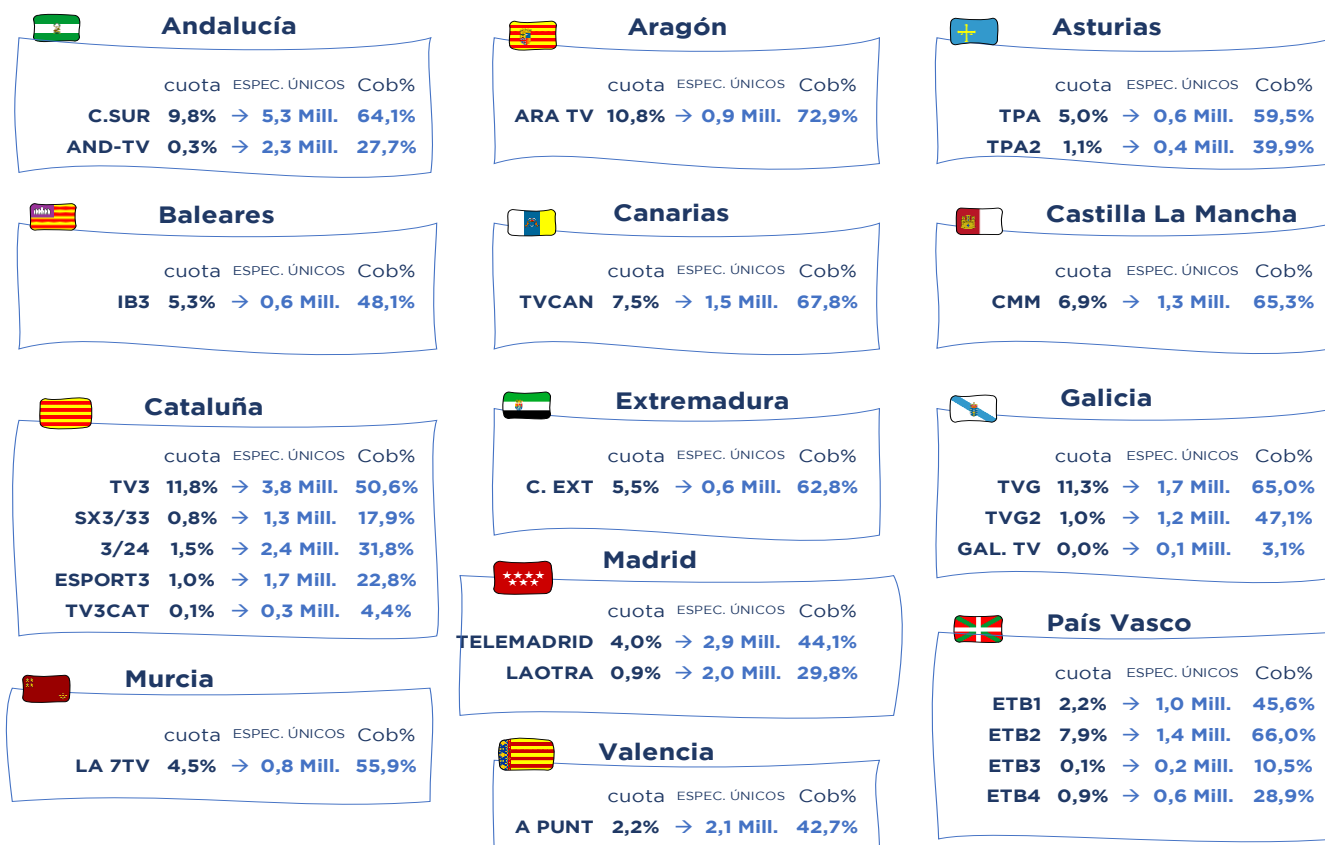 Andalucía
cuota ESPEC. ÚNICOS Cob%
C.SUR 9,8% → 5,3 Mill. 64,1%
AND-TV 0,3% → 2,3 Mill. 27,7%
Aragón
cuota ESPEC. ÚNICOS Cob%
ARA TV 10,8% → 0,9 Mill. 72,9%
Asturias
cuota ESPEC. ÚNICOS Cob%
TPA 5,0% → 0,6 Mill. 59,5%
TPA2 1,1% → 0,4 Mill. 39,9%
Baleares
cuota ESPEC. ÚNICOS Cob%
IB3 5,3% → 0,6 Mill. 48,1%
Canarias
cuota ESPEC. ÚNICOS Cob%
TVCAN 7,5% → 1,5 Mill. 67,8%
Castilla La Mancha
cuota ESPEC. ÚNICOS Cob%
CMM 6,9% → 1,3 Mill. 65,3%
Cataluña
cuota ESPEC. ÚNICOS Cob%
TV3 11,8% → 3,8 Mill. 50,6%
SX3/33 0,8% → 1,3 Mill. 17,9%
3/24 1,5% → 2,4 Mill. 31,8%
ESPORT3 1,0% → 1,7 Mill. 22,8%
TV3CAT 0,1% → 0,3 Mill. 4,4%
Extremadura
cuota ESPEC. ÚNICOS Cob%
C. EXT 5,5% → 0,6 Mill. 62,8%
Galicia
cuota ESPEC. ÚNICOS Cob%
TVG 11,3% → 1,7 Mill. 65,0%
TVG2 1,0% → 1,2 Mill. 47,1%
GAL. TV 0,0% → 0,1 Mill. 3,1%
Madrid
cuota ESPEC. ÚNICOS Cob%
TELEMADRID 4,0% → 2,9 Mill. 44,1%
LAOTRA 0,9% → 2,0 Mill. 29,8%
País Vasco
cuota ESPEC. ÚNICOS Cob%
ETB1 2,2% → 1,0 Mill. 45,6%
ETB2 7,9% → 1,4 Mill. 66,0%
ETB3 0,1% → 0,2 Mill. 10,5%
ETB4 0,9% → 0,6 Mill. 28,9%
Murcia
cuota ESPEC. ÚNICOS Cob%
LA 7TV 4,5% → 0,8 Mill. 55,9%
Valencia
cuota ESPEC. ÚNICOS Cob%
A PUNT 2,2% → 2,1 Mill. 42,7%